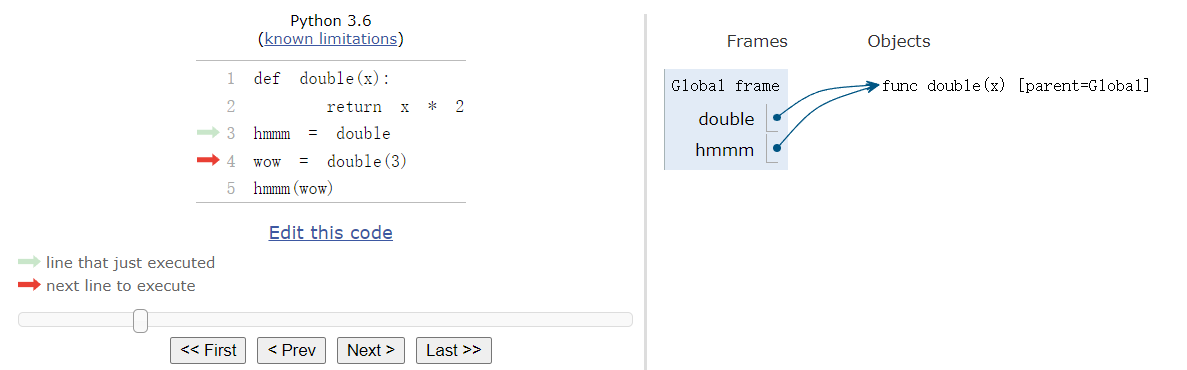 Python 3.6
(known limitations)
1 def double(x):
2 return x * 2
3 hmmm = double
4 wow = double(3)
5 hmmm(wow)
Edit this code
line that just executed
next line to execute
<< First < Prev Next > Last >>
Frames Objects
Global frame func double(x) [parent=Global]
double
hmmm